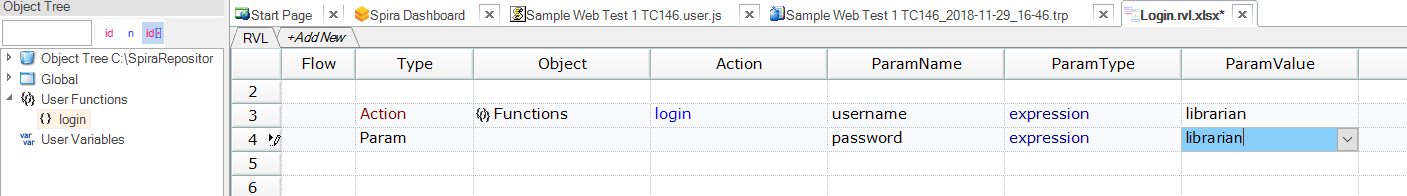 Object Tree
Start Page Spira Dashboard Sample Web Test 1 TC146.user.js Sample Web Test 1 TC146_2018-11-29_16-46.trp Login.rvl.xlsx*
id n id[·]
RVL +Add New
Object Tree C:\SpiraRepositor
Global
User Functions
login
var var User Variables
Flow Type Object Action ParamName ParamType ParamValue
2
3 Action Functions login username expression librarian
4 Param password expression librarian
5
6